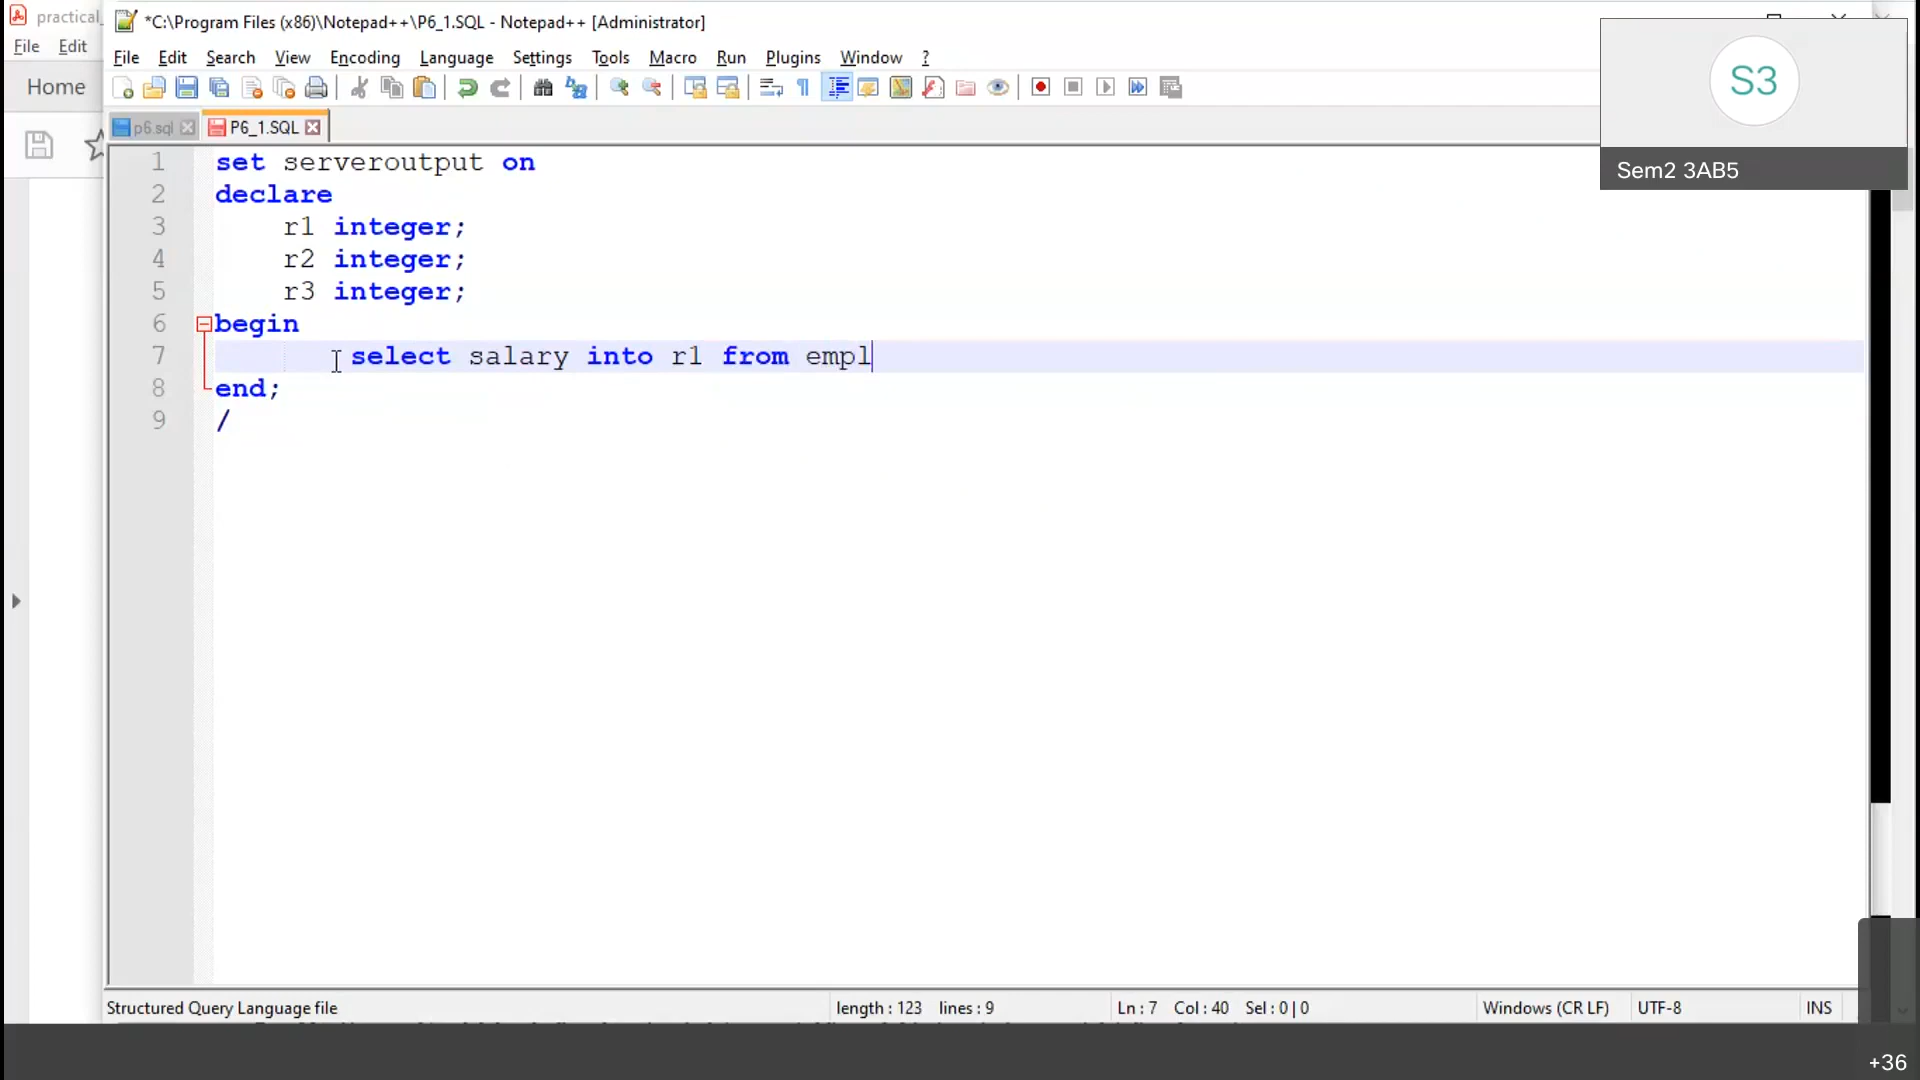 practical_
File Edit
Home
*C:\Program Files (x86)\Notepad++\P6_1.SQL - Notepad++ [Administrator]
File Edit Search View Encoding Language Settings Tools Macro Run Plugins Window ?
p6.sql P6_1.SQL
1 set serveroutput on
2 declare
3 r1 integer;
4 r2 integer;
5 r3 integer;
6 begin
7 select salary into r1 from empl
8 end;
9 /
S3
Sem2 3AB5
Structured Query Language file length : 123 lines : 9 Ln : 7 Col : 40 Sel : 0 | 0 Windows (CR LF) UTF-8 INS
+36